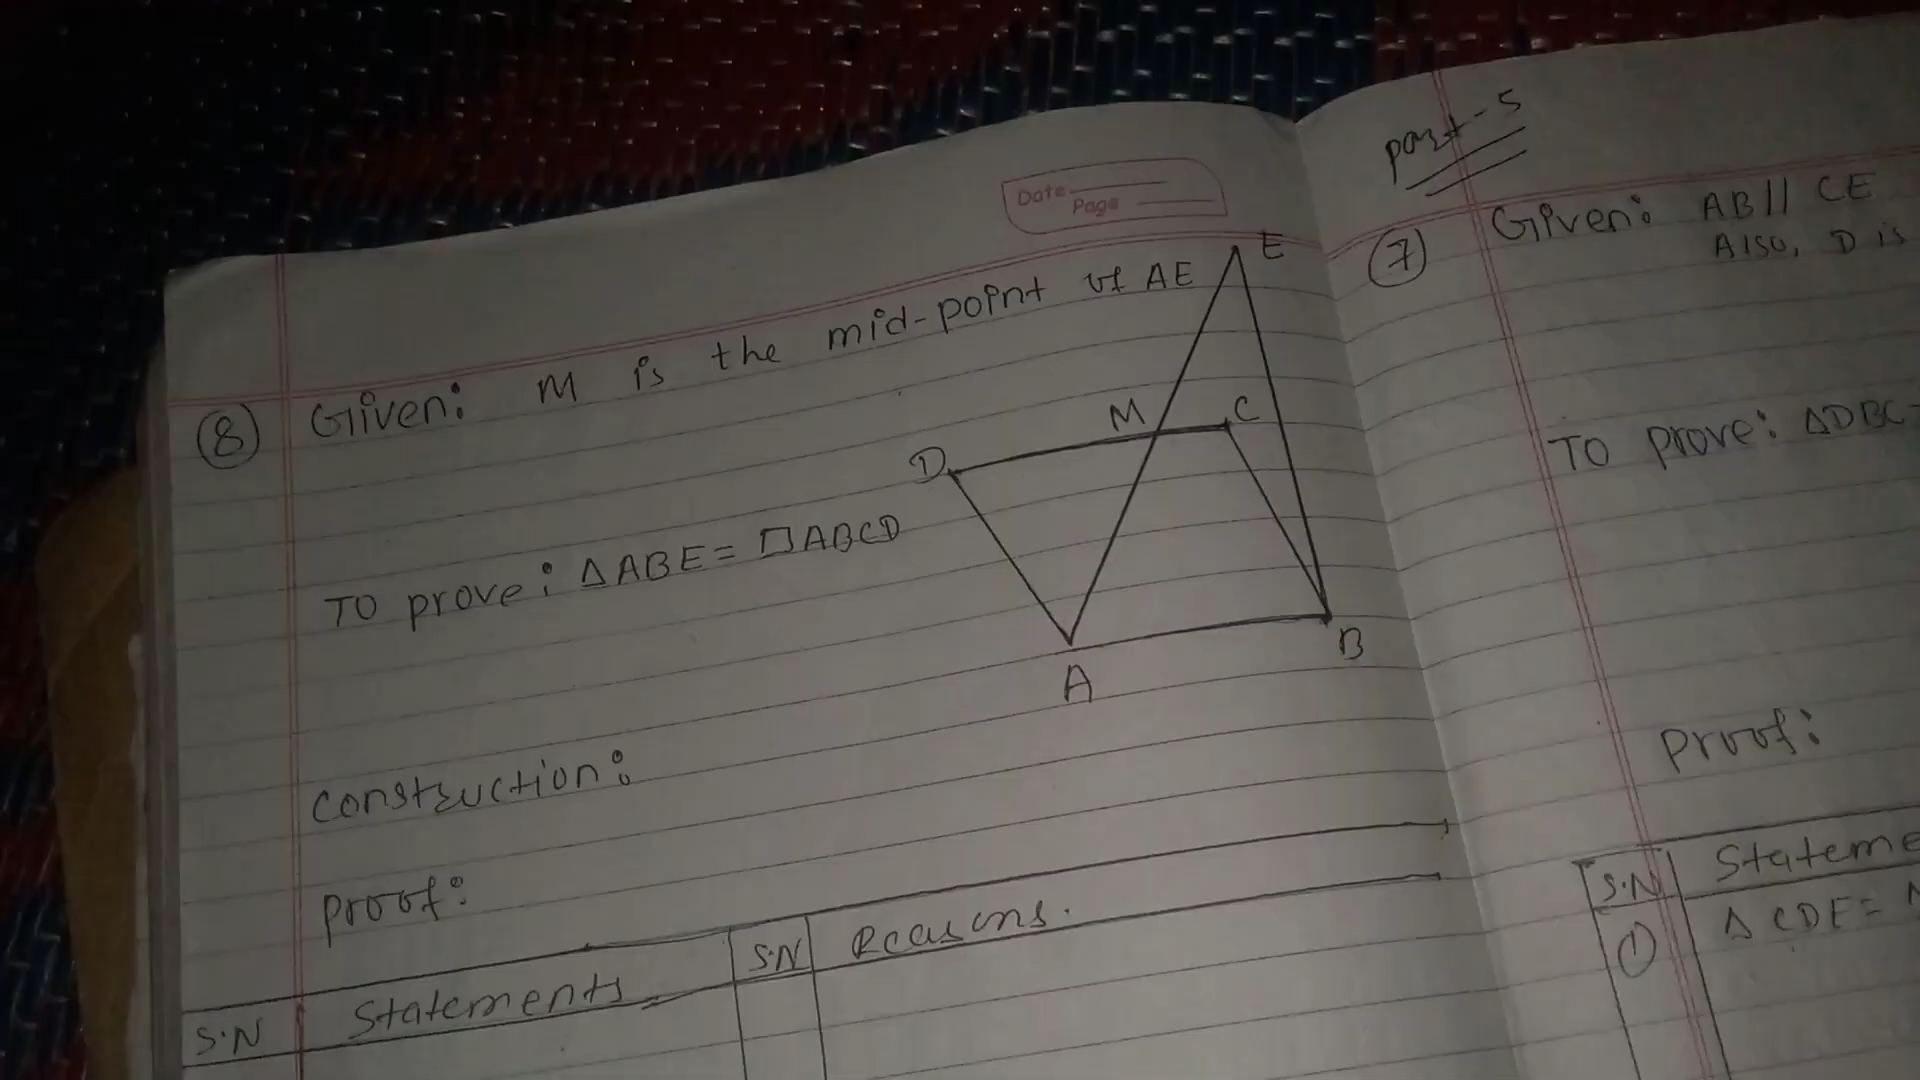 Date
Page
⑧ Given: M is the mid-point of AE
E
M
C
D
To prove: ΔABE = □ABCD
B
A
construction:
proof:
S.N Statements S.N Reasons.
part-5
⑦ Given: AB// CE
Also, D is
To prove: ΔDBC
Proof:
S.N Stateme
① Δ CDE =